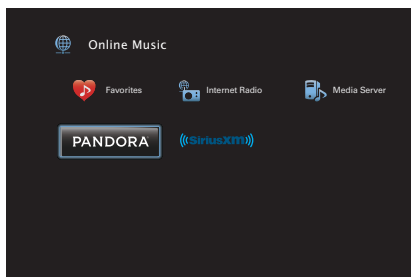 Online Music
Favorites
Internet Radio
Media Server
PANDORA
((SiriusXM))